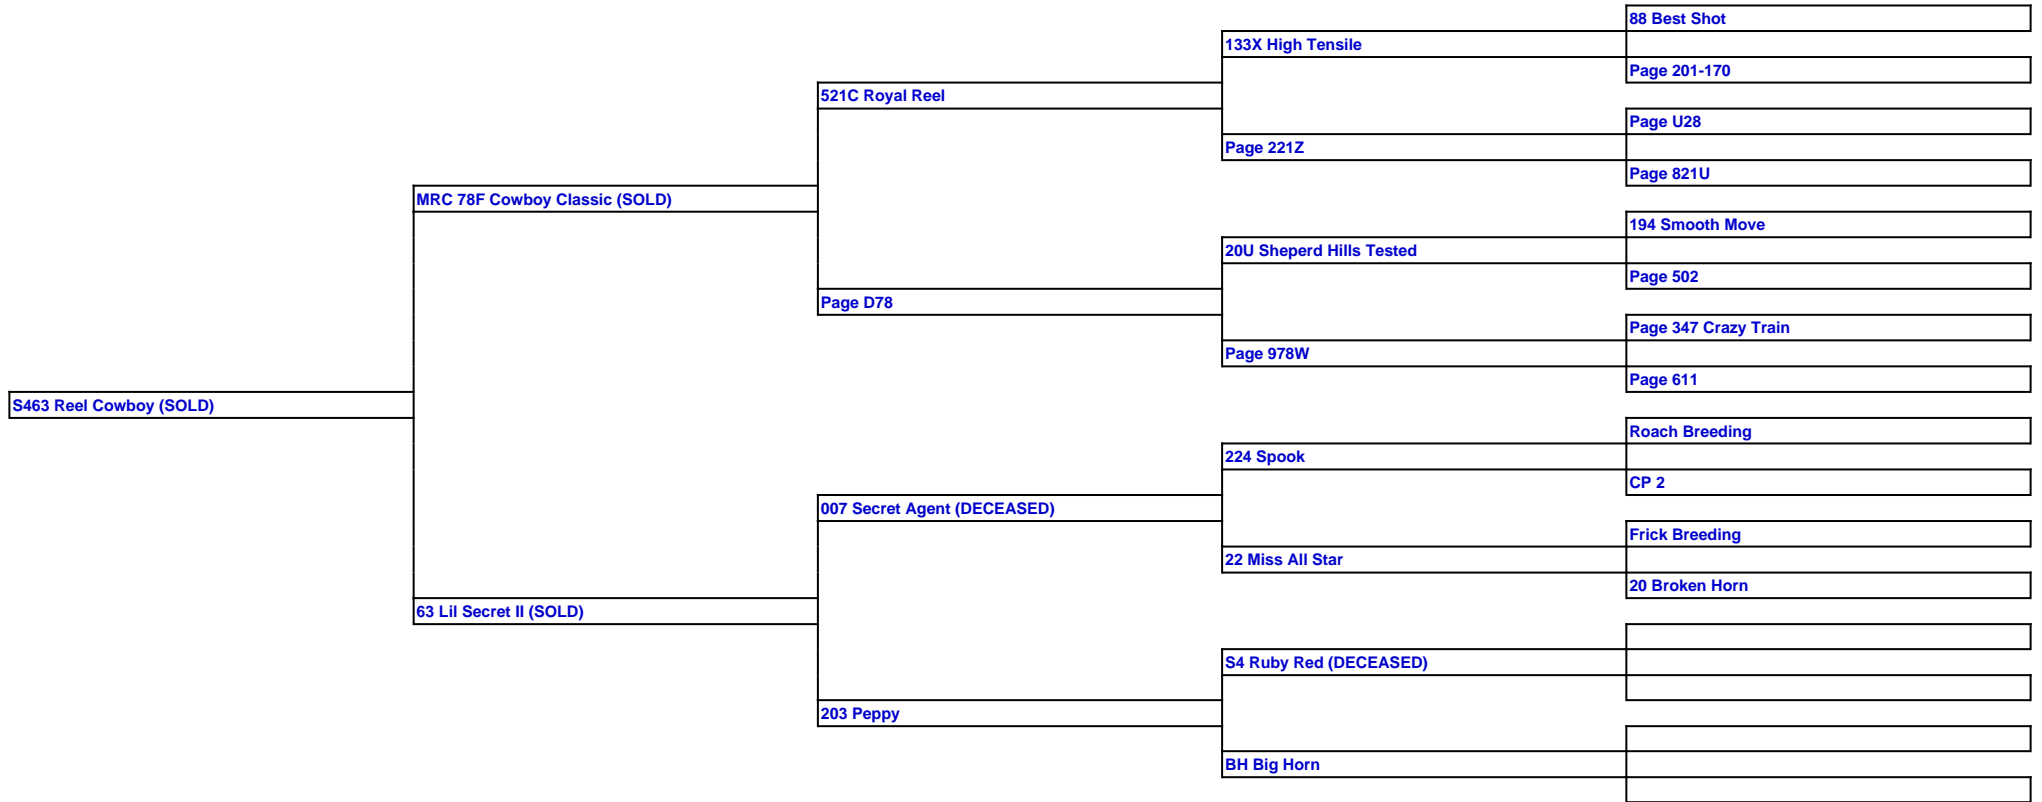 88 Best Shot
133X High Tensile
Page 201-170
521C Royal Reel
Page U28
Page 221Z
Page 821U
MRC 78F Cowboy Classic (SOLD)
194 Smooth Move
20U Sheperd Hills Tested
Page 502
Page D78
Page 347 Crazy Train
Page 978W
Page 611
S463 Reel Cowboy (SOLD)
Roach Breeding
224 Spook
CP 2
007 Secret Agent (DECEASED)
Frick Breeding
22 Miss All Star
20 Broken Horn
63 Lil Secret II (SOLD)
S4 Ruby Red (DECEASED)
203 Peppy
BH Big Horn